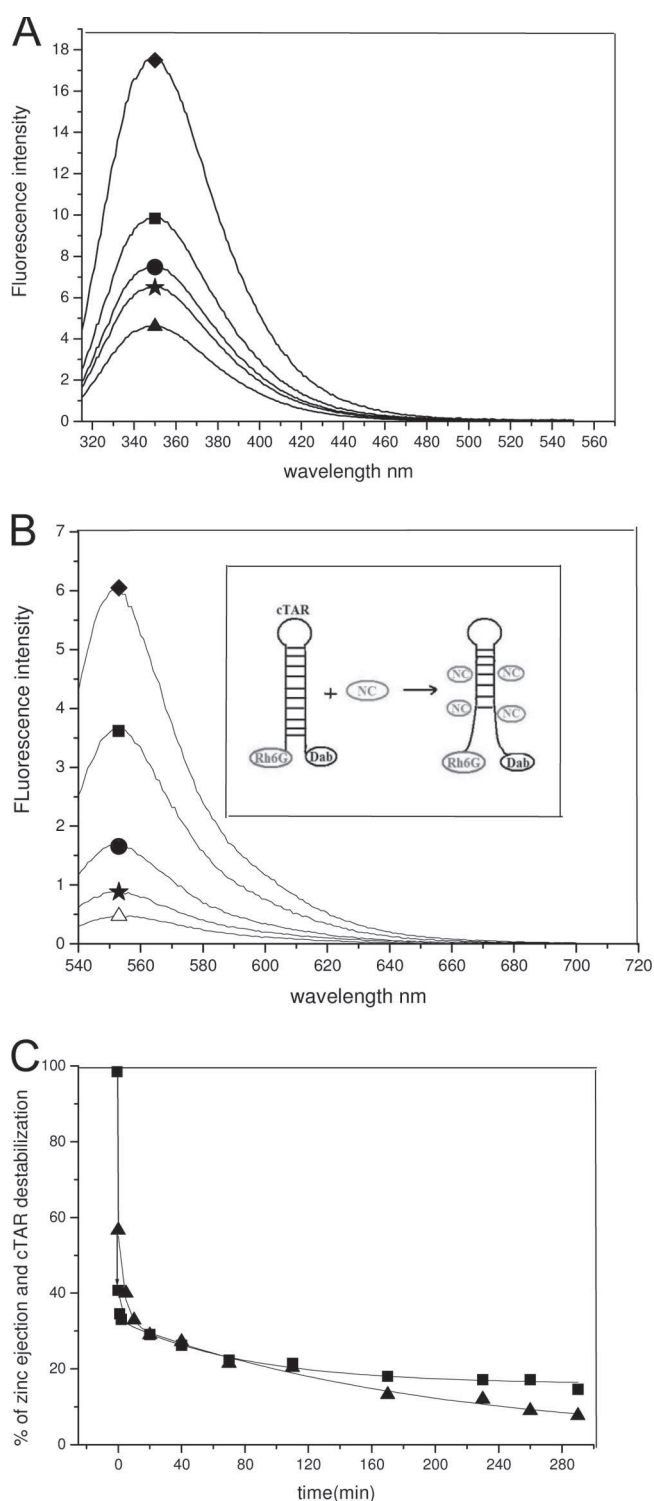 A
Fluorescence intensity
18
16
14
12
10
8
6
4
2
0
320 340 360 380 400 420 440 460 480 500 520 540 560
wavelength nm
B
FLuorescence intensity
7
6
5
4
3
2
1
0
cTAR
+ NC
NC NC
NC NC
Rh6G Dab Rh6G Dab
540 560 580 600 620 640 660 680 700 720
wavelength nm
C
% of zinc ejection and cTAR destabilization
100
80
60
40
20
0
0 40 80 120 160 200 240 280
time(min)